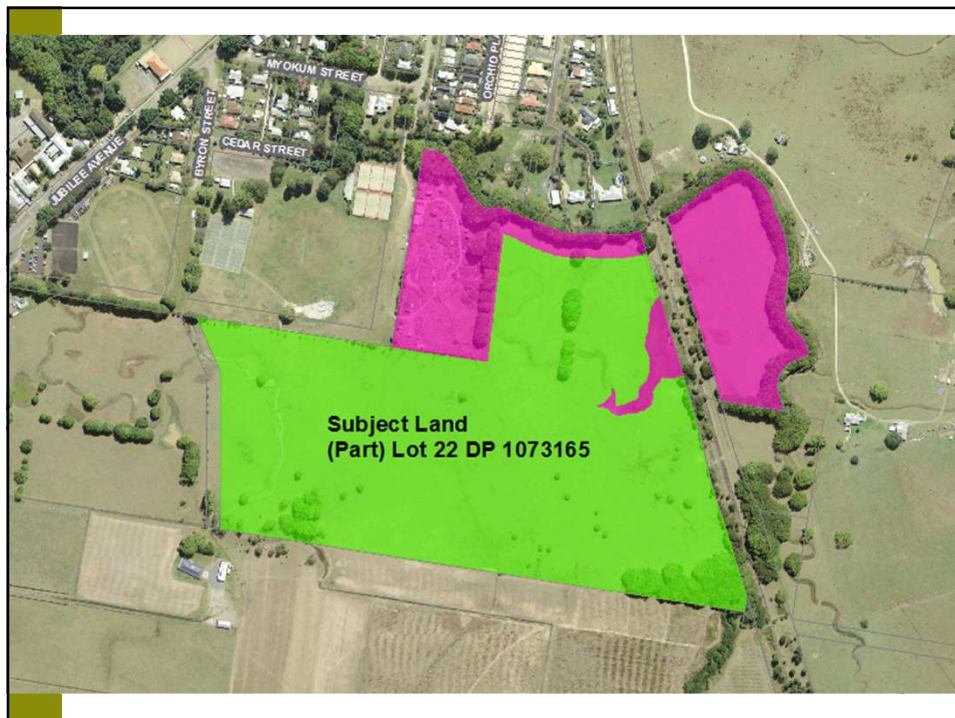 MYOKUM STREET
ORCHID PL
BYRON STREET
CEDAR STREET
JUBILEE AVENUE
Subject Land
(Part) Lot 22 DP 1073165